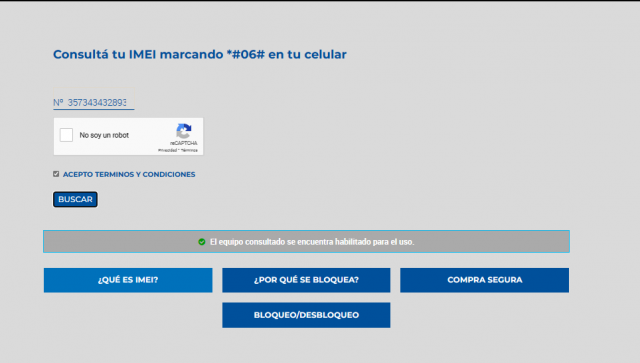 Consultá tu IMEI marcando *#06# en tu celular
Nº 357343432893
No soy un robot
reCAPTCHA
Privacidad - Términos
ACEPTO TERMINOS Y CONDICIONES
BUSCAR
El equipo consultado se encuentra habilitado para el uso.
¿QUÉ ES IMEI? ¿POR QUÉ SE BLOQUEA? COMPRA SEGURA
BLOQUEO/DESBLOQUEO